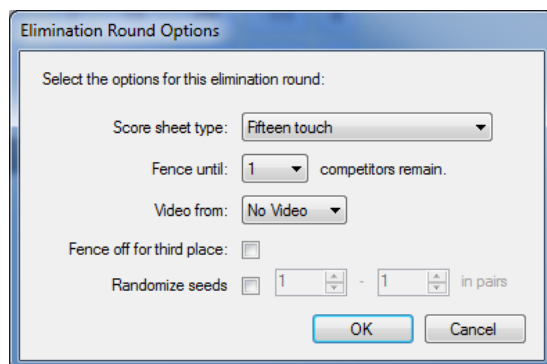 Elimination Round Options
Select the options for this elimination round:
Score sheet type: Fifteen touch
Fence until: 1 competitors remain.
Video from: No Video
Fence off for third place:
Randomize seeds 1 - 1 in pairs
OK Cancel